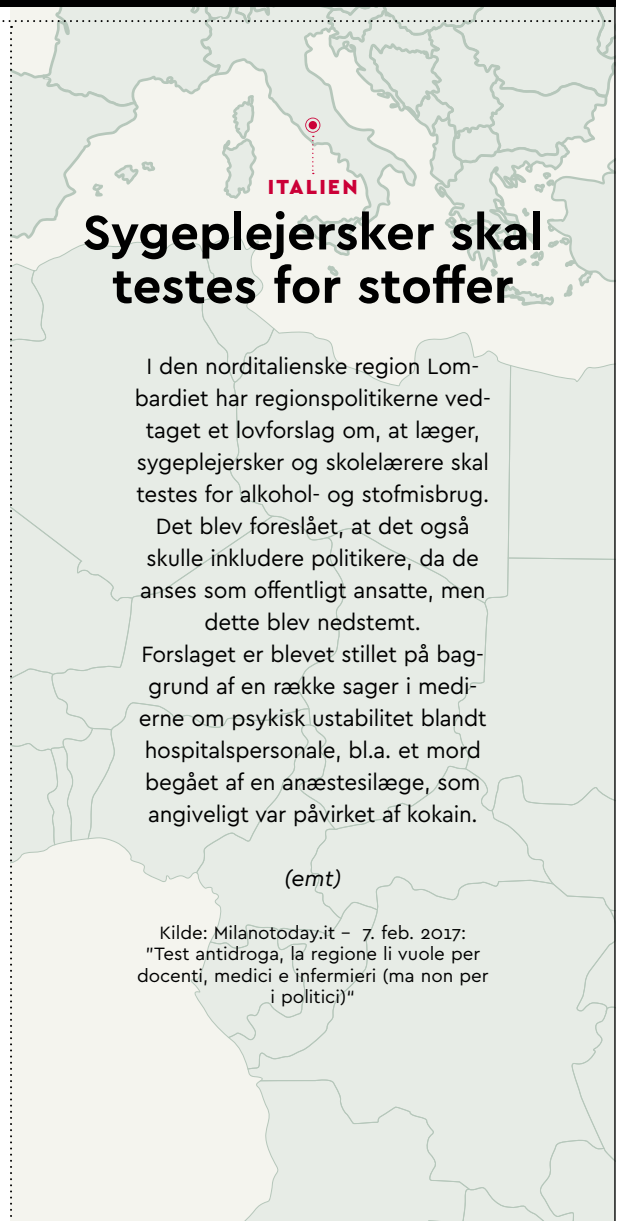 ITALIEN
Sygeplejersker skal
testes for stoffer
I den norditalienske region Lom-
bardiet har regionspolitikerne ved-
taget et lovforslag om, at læger,
sygeplejersker og skolelærere skal
testes for alkohol- og stofmisbrug.
Det blev foreslået, at det også
skulle inkludere politikere, da de
anses som offentligt ansatte, men
dette blev nedstemt.
Forslaget er blevet stillet på bag-
grund af en række sager i medi-
erne om psykisk ustabilitet blandt
hospitalspersonale, bl.a. et mord
begået af en anæstesilæge, som
angiveligt var påvirket af kokain.
(emt)
Kilde: Milanotoday.it – 7. feb. 2017:
”Test antidroga, la regione li vuole per
docenti, medici e infermieri (ma non per
i politici)“